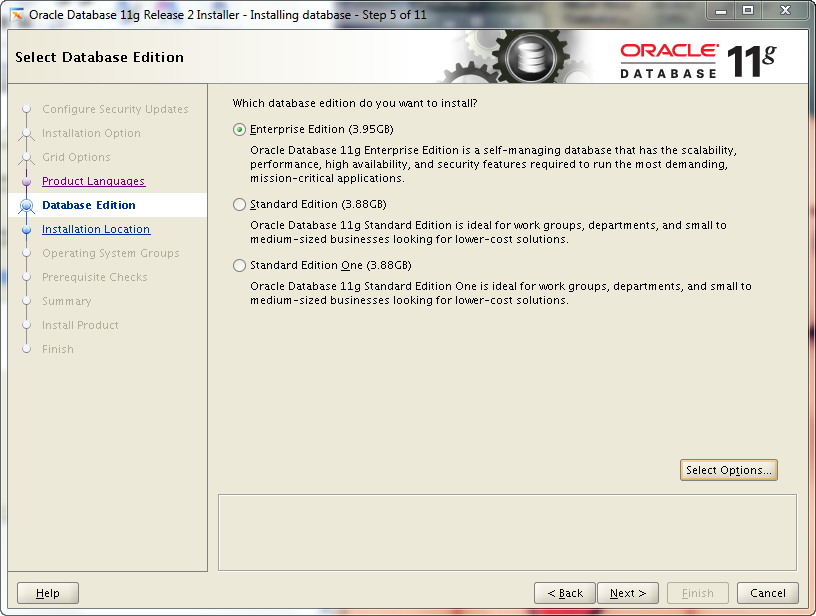 Oracle Database 11g Release 2 Installer - Installing database - Step 5 of 11
Select Database Edition
ORACLE
DATABASE
11g
Configure Security Updates
Installation Option
Grid Options
Product Languages
Database Edition
Installation Location
Operating System Groups
Prerequisite Checks
Summary
Install Product
Finish
Which database edition do you want to install?
Enterprise Edition (3.95GB)
Oracle Database 11g Enterprise Edition is a self-managing database that has the scalability,
performance, high availability, and security features required to run the most demanding,
mission-critical applications.
Standard Edition (3.88GB)
Oracle Database 11g Standard Edition is ideal for work groups, departments, and small to
medium-sized businesses looking for lower-cost solutions.
Standard Edition One (3.88GB)
Oracle Database 11g Standard Edition One is ideal for work groups, departments, and small to
medium-sized businesses looking for lower-cost solutions.
Select Options...
Help
< Back
Next >
Finish
Cancel